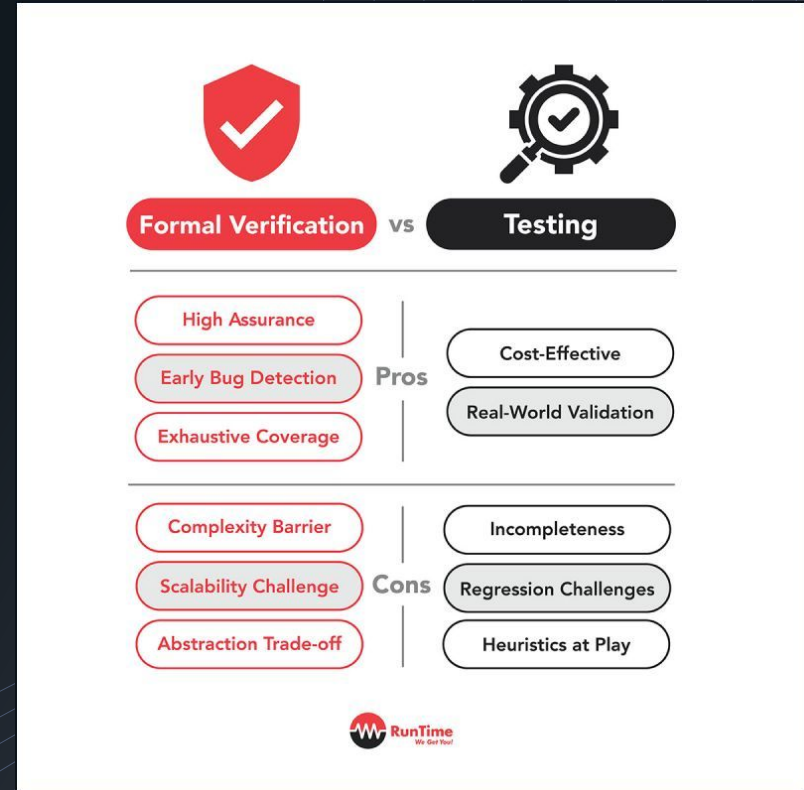 Formal Verification vs Testing
High Assurance
Early Bug Detection
Exhaustive Coverage
Pros
Cost-Effective
Real-World Validation
Complexity Barrier
Scalability Challenge
Abstraction Trade-off
Cons
Incompleteness
Regression Challenges
Heuristics at Play
RunTime
We Get You!